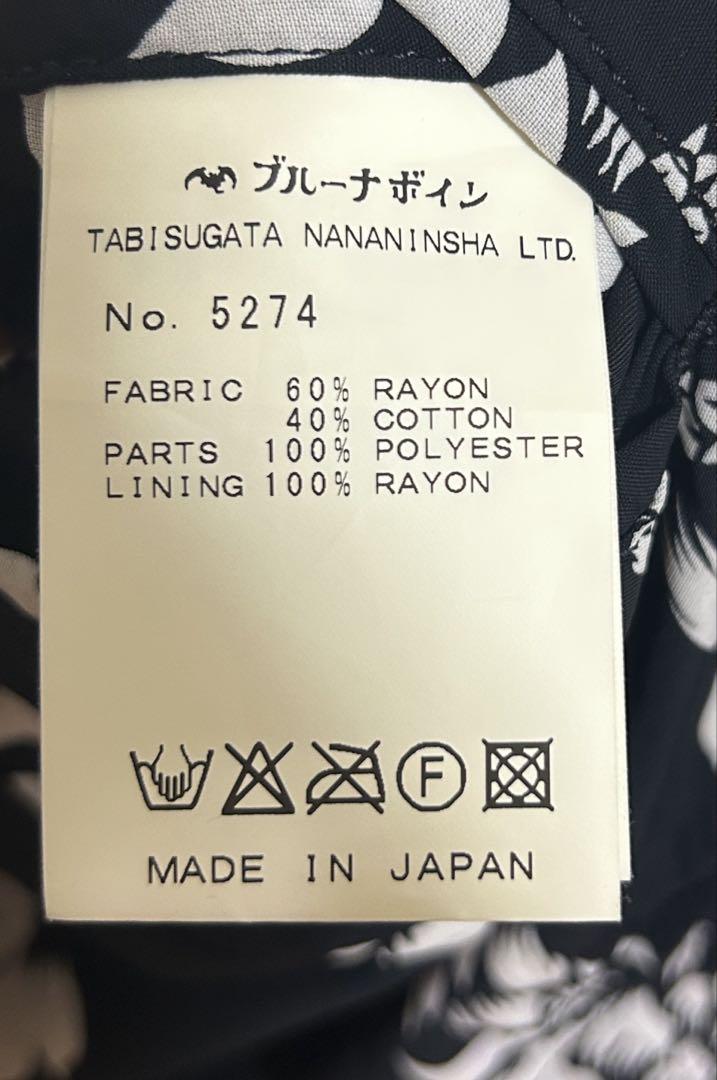 ブルーナボイン
TABISUGATA NANANINSHA LTD.
No. 5274
FABRIC 60% RAYON
40% COTTON
PARTS 100% POLYESTER
LINING 100% RAYON
F
MADE IN JAPAN